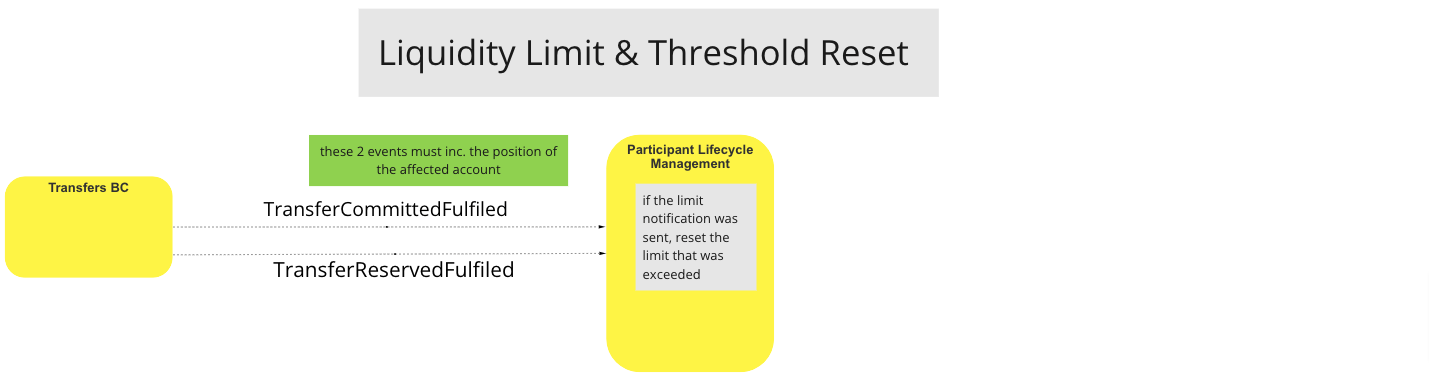 Liquidity Limit & Threshold Reset
these 2 events must inc. the position of
the affected account
Participant Lifecycle
Management
Transfers BC
if the limit
notification was
sent, reset the
limit that was
exceeded
TransferCommittedFulfiled
TransferReservedFulfiled